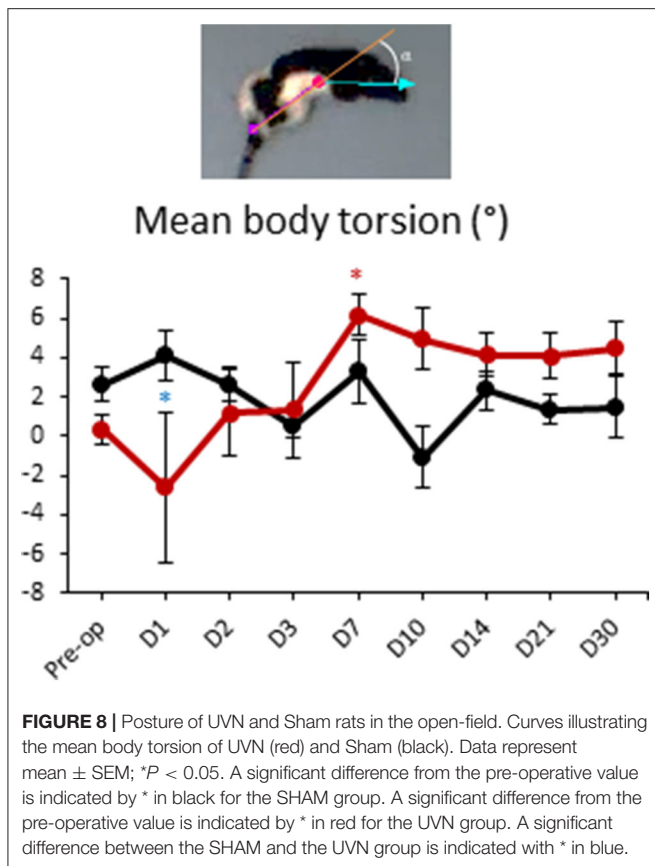 α
Mean body torsion (°)
8
*
6
4
2
*
0
-2
-4
-6
-8
Pre-op D1 D2 D3 D7 D10 D14 D21 D30
FIGURE 8 | Posture of UVN and Sham rats in the open-field. Curves illustrating
the mean body torsion of UVN (red) and Sham (black). Data represent
mean ± SEM; *P < 0.05. A significant difference from the pre-operative value
is indicated by * in black for the SHAM group. A significant difference from the
pre-operative value is indicated by * in red for the UVN group. A significant
difference between the SHAM and the UVN group is indicated with * in blue.